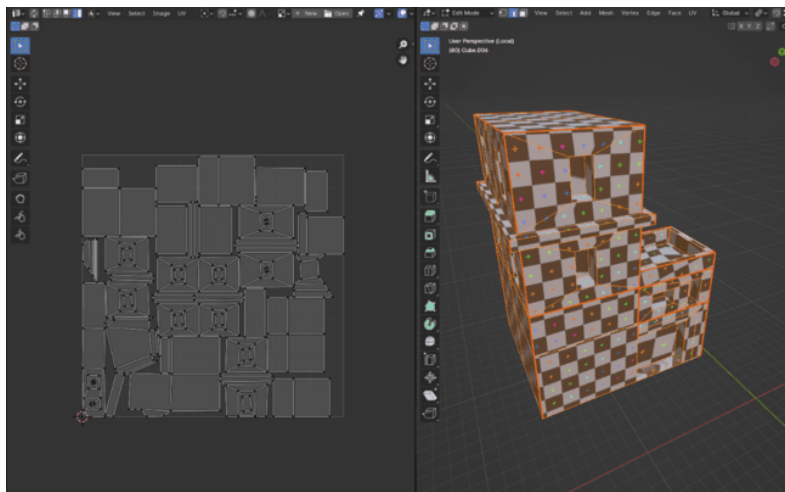 View Select Image UV
New
Open
Edit Mode
View Select Add Mesh Vertex Edge Face UV
Global
X Y Z
User Perspective (Local)
(60) Cube.004